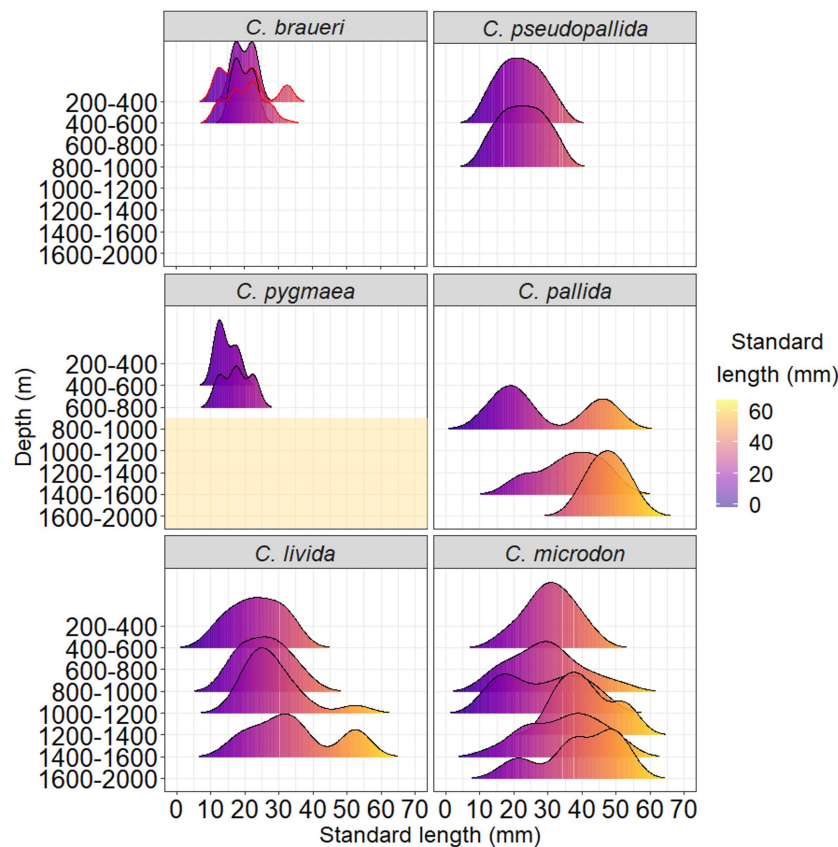 C. braueri
C. pseudopallida
200-400
400-600
600-800
800-1000
1000-1200
1200-1400
1400-1600
1600-2000
C. pygmaea
C. pallida
200-400
400-600
600-800
800-1000
1000-1200
1200-1400
1400-1600
1600-2000
Depth (m)
Standard
length (mm)
60
40
20
0
C. livida
C. microdon
200-400
400-600
600-800
800-1000
1000-1200
1200-1400
1400-1600
1600-2000
0 10 20 30 40 50 60 70 0 10 20 30 40 50 60 70
Standard length (mm)